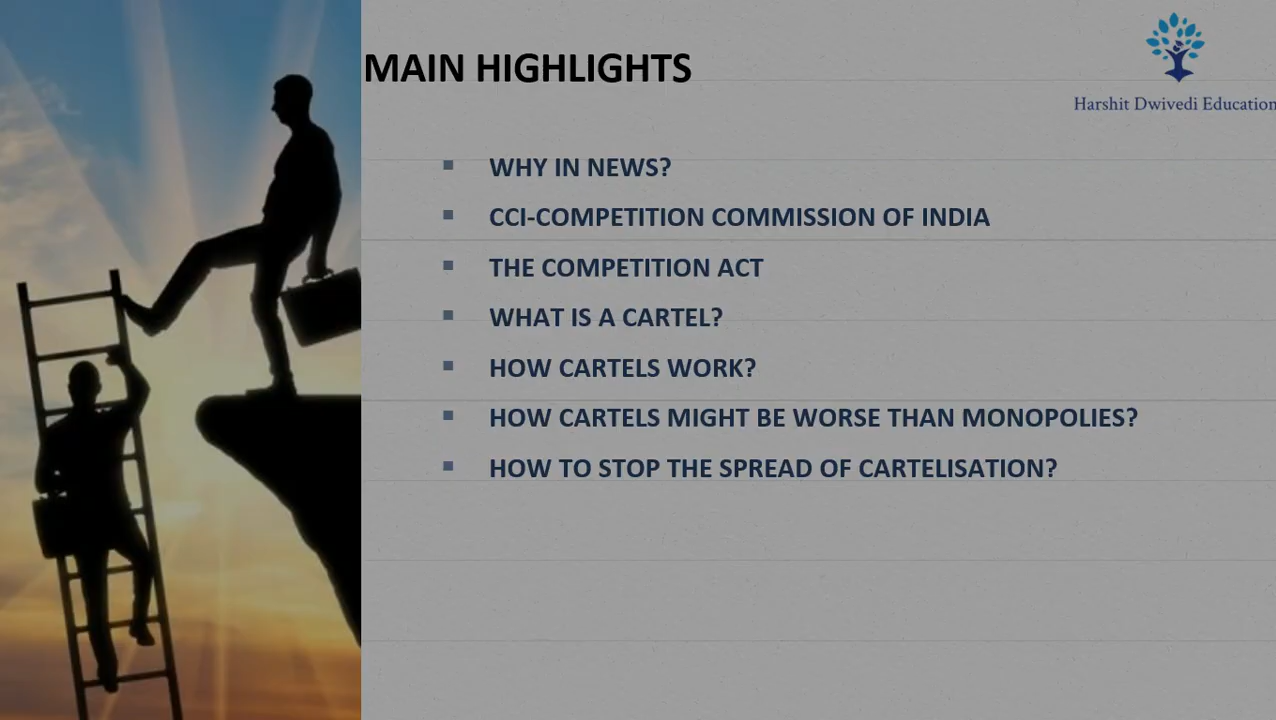 MAIN HIGHLIGHTS
Harshit Dwivedi Education
▪ WHY IN NEWS?
▪ CCI-COMPETITION COMMISSION OF INDIA
▪ THE COMPETITION ACT
▪ WHAT IS A CARTEL?
▪ HOW CARTELS WORK?
▪ HOW CARTELS MIGHT BE WORSE THAN MONOPOLIES?
▪ HOW TO STOP THE SPREAD OF CARTELISATION?